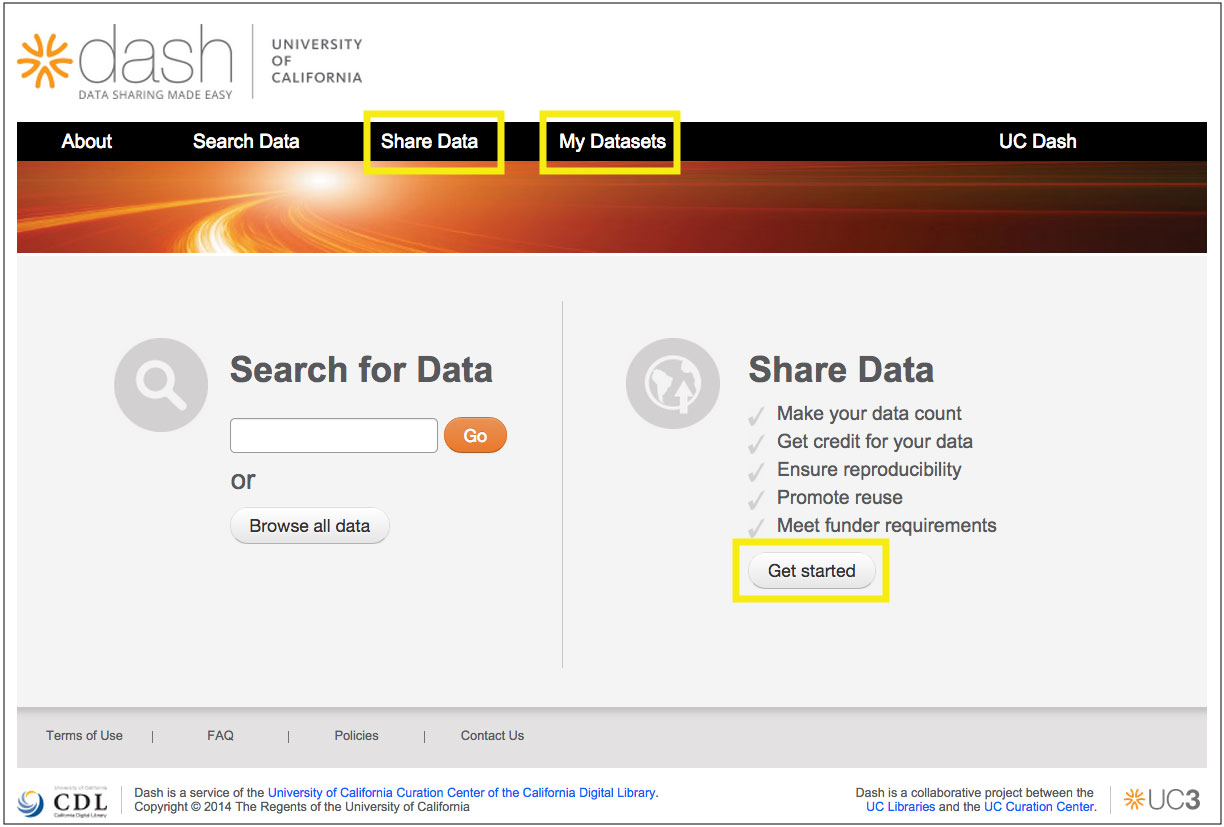 dash
DATA SHARING MADE EASY
UNIVERSITY
OF
CALIFORNIA
About Search Data Share Data My Datasets UC Dash
Search for Data
Go
or
Browse all data
Share Data
Make your data count
Get credit for your data
Ensure reproducibility
Promote reuse
Meet funder requirements
Get started
Terms of Use | FAQ | Policies | Contact Us
University of California
CDL
California Digital Library
Dash is a service of the University of California Curation Center of the California Digital Library.
Copyright © 2014 The Regents of the University of California
Dash is a collaborative project between the
UC Libraries and the UC Curation Center.
UC3